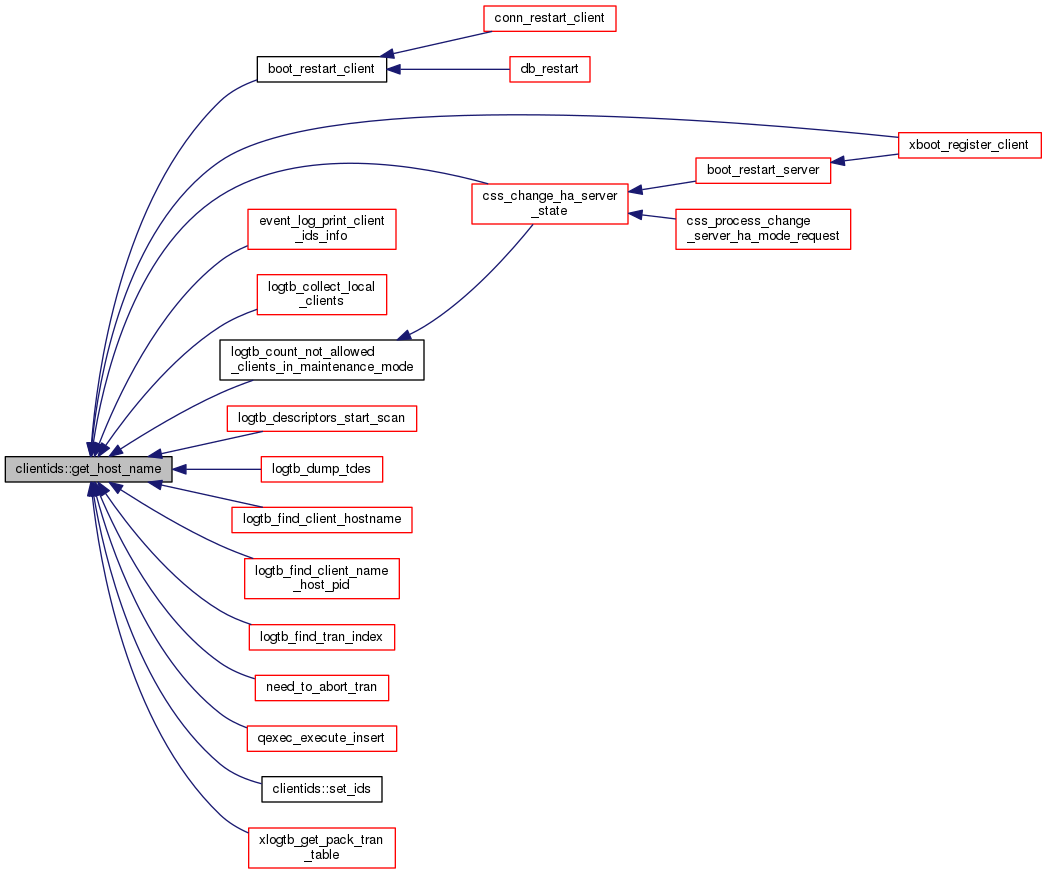 conn_restart_client
boot_restart_client
db_restart
xboot_register_client
boot_restart_server
css_change_ha_server
_state
event_log_print_client
_ids_info
css_process_change
_server_ha_mode_request
logtb_collect_local
_clients
logtb_count_not_allowed
_clients_in_maintenance_mode
logtb_descriptors_start_scan
clientids::get_host_name
logtb_dump_tdes
logtb_find_client_hostname
logtb_find_client_name
_host_pid
logtb_find_tran_index
need_to_abort_tran
qexec_execute_insert
clientids::set_ids
xlogtb_get_pack_tran
_table